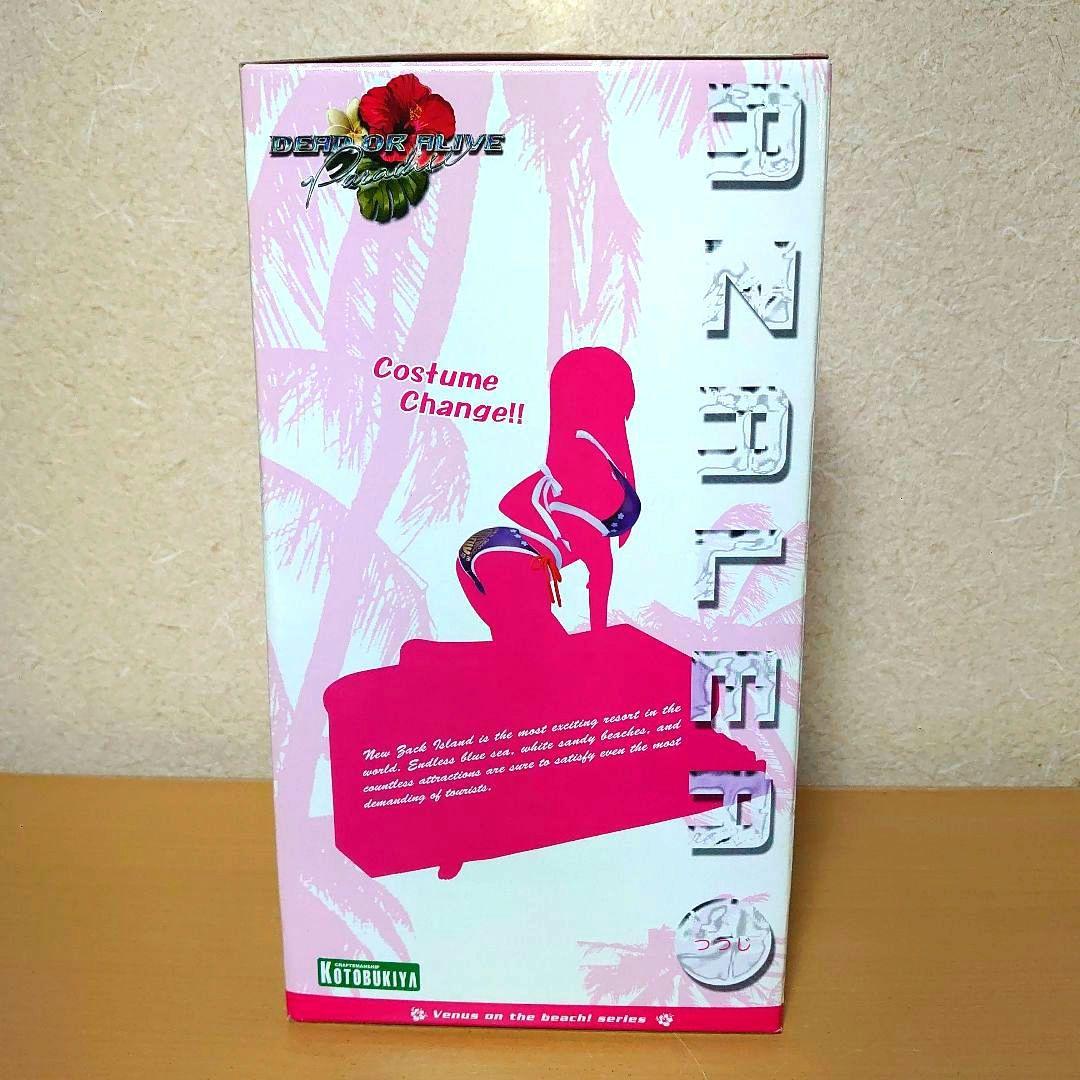 DEAD OR ALIVE
Paradise
AZALEA
つつじ
Costume
Change!!
New Zack Island is the most exciting resort in the
world. Endless blue sea, white sandy beaches, and
countless attractions are sure to satisfy even the most
demanding of tourists.
CRAFTSMANSHIP
KOTOBUKIYA
Venus on the beach! series